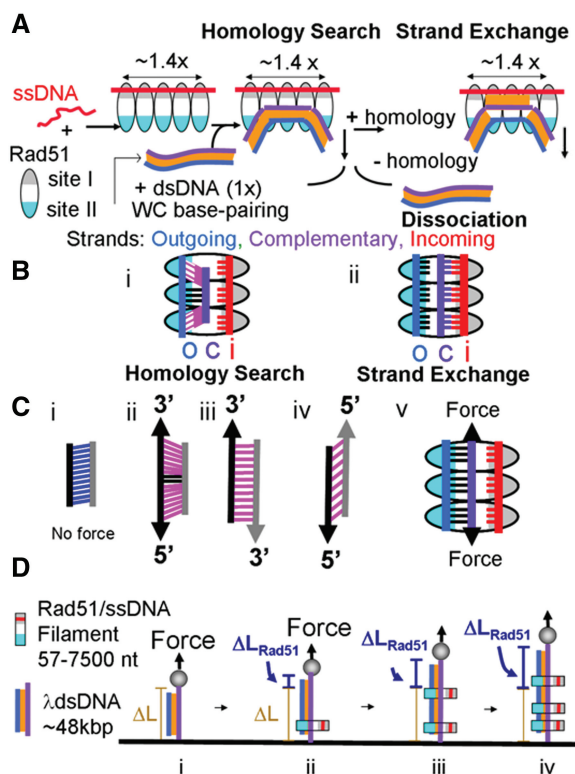 A
Homology Search Strand Exchange
~1.4x ~1.4 x ~1.4 x
ssDNA
+
Rad51
site I
site II
+ homology
- homology
+ dsDNA (1x)
WC base-pairing
Dissociation
Strands: Outgoing, Complementary, Incoming
B
i ii
O C i O C i
Homology Search Strand Exchange
C
i ii iii iv v
3' 3' 5' Force
No force
5' 3' 5' Force
D
Rad51/ssDNA
Filament
57-7500 nt
λdsDNA
~48kbp
Force Force
ΔL ΔL
ΔLRad51 ΔLRad51 ΔLRad51
i ii iii iv